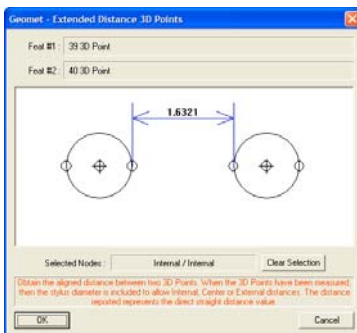 Geomet - Extended Distance 3D Points
Feat #1 : 39 3D Point
Feat #2 : 40 3D Point
1.6321
Selected Nodes : Internal / Internal Clear Selection
Obtain the aligned distance between two 3D Points. When the 3D Points have been measured,
then the stylus diameter is included to allow Internal, Center or External distances. The distance
reported represents the direct straight distance value.
OK Cancel